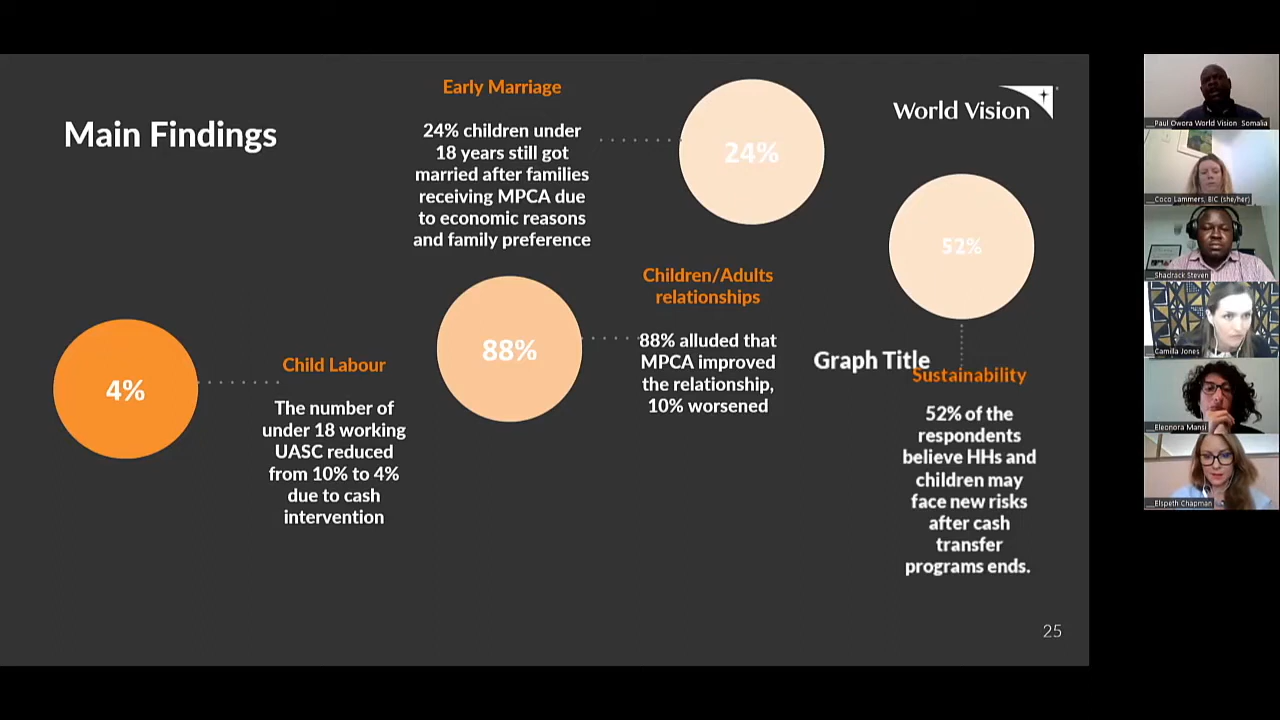 Main Findings
Early Marriage
24% children under
18 years still got
married after families
receiving MPCA due
to economic reasons
and family preference
24%
World Vision
52%
4%
Child Labour
The number of
under 18 working
UASC reduced
from 10% to 4%
due to cash
intervention
88%
Children/Adults
relationships
88% alluded that
MPCA improved
the relationship,
10% worsened
Graph Title
Sustainability
52% of the
respondents
believe HHs and
children may
face new risks
after cash
transfer
programs ends.
25
Paul Owora World Vision Somalia
Coco Lammers, BIC (she/her)
Shadrack Steven
Camilla Jones
Eleonora Mansi
Elspeth Chapman